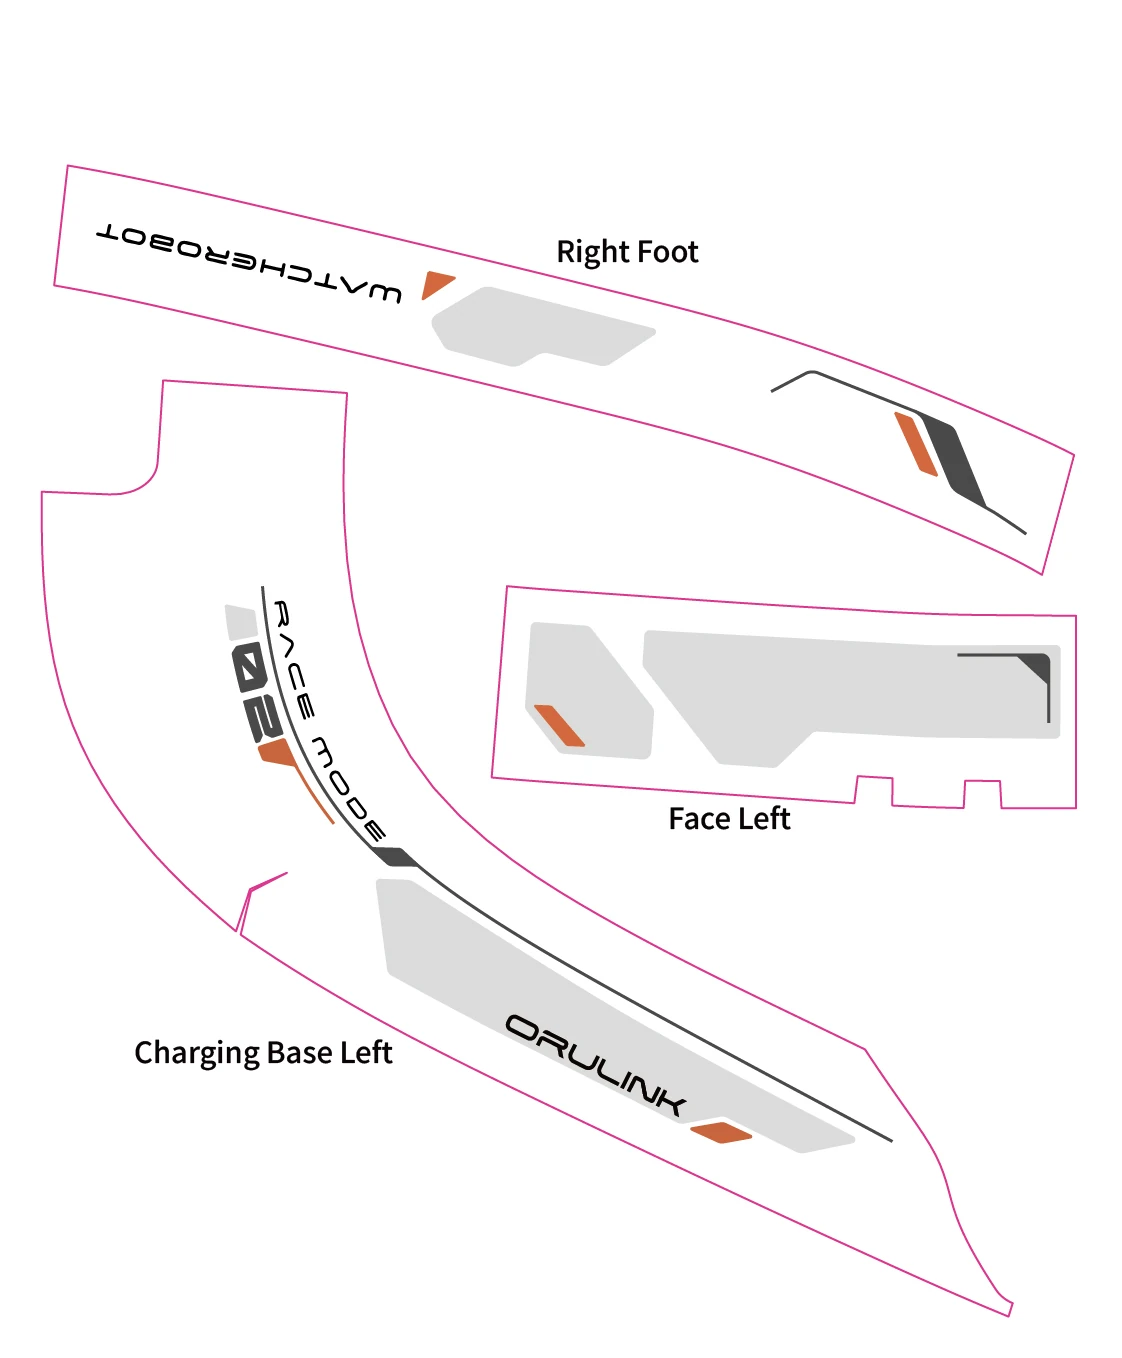 Right Foot
WATCHEROBOT
RACE MODE
02
Face Left
ORULINK
Charging Base Left